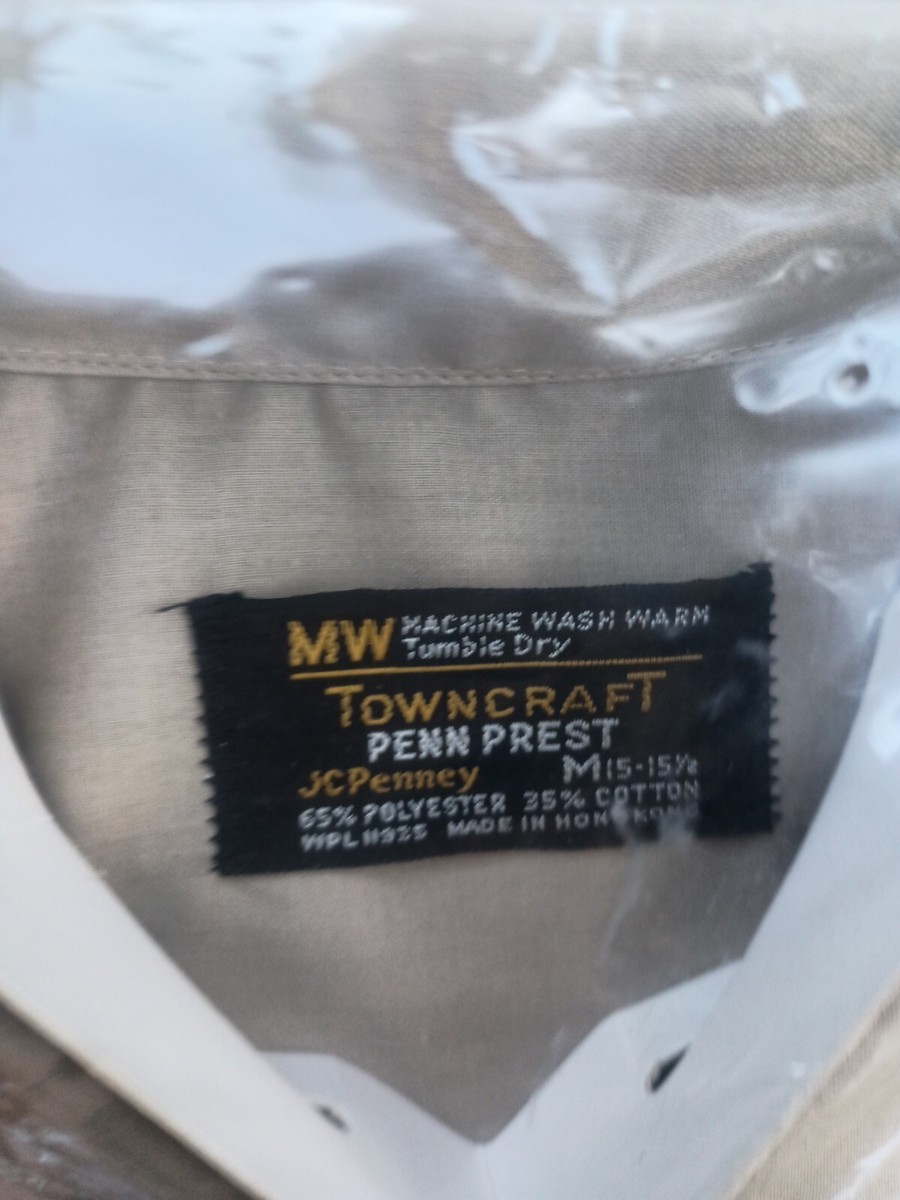 MW MACHINE WASH WARM
Tumble Dry
TOWNCRAFT
PENN PREST
JCPenney M 15-15½
65% POLYESTER 35% COTTON
WPL 11925 MADE IN HONG KONG